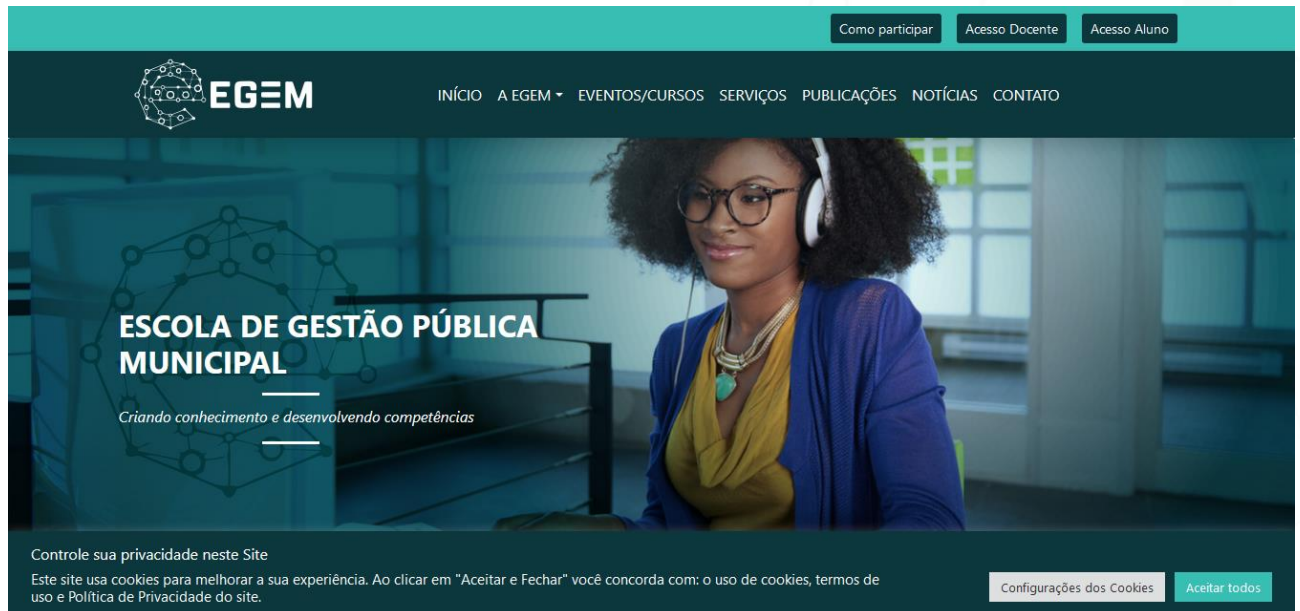 Como participar Acesso Docente Acesso Aluno
EGEM
INÍCIO A EGEM EVENTOS/CURSOS SERVIÇOS PUBLICAÇÕES NOTÍCIAS CONTATO
ESCOLA DE GESTÃO PÚBLICA
MUNICIPAL
Criando conhecimento e desenvolvendo competências
Controle sua privacidade neste Site
Este site usa cookies para melhorar a sua experiência. Ao clicar em "Aceitar e Fechar" você concorda com: o uso de cookies, termos de
uso e Política de Privacidade do site.
Configurações dos Cookies Aceitar todos